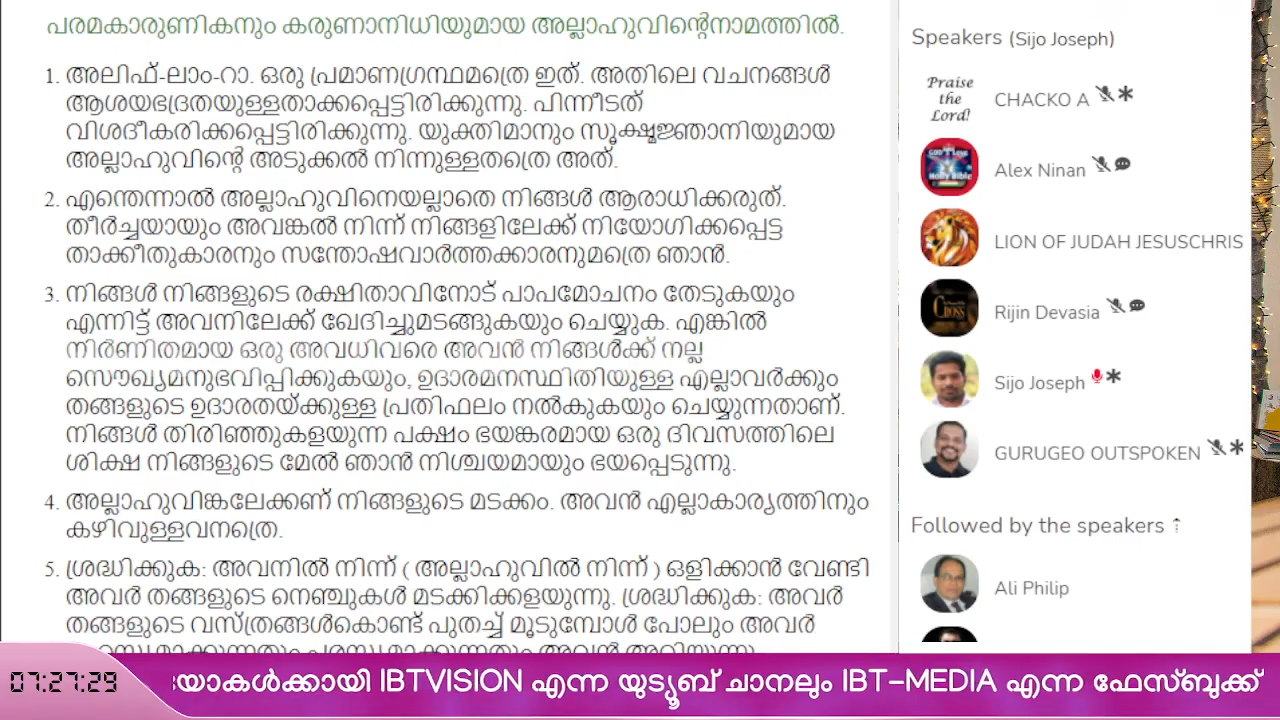 പരമകാരുണികനും കരുണാനിധിയുമായ അല്ലാഹുവിന്റെനാമത്തിൽ.
1. അലിഫ്-ലാം-റാ. ഒരു പ്രമാണഗ്രന്ഥമത്രെ ഇത്. അതിലെ വചനങ്ങൾ
ആശയഭദ്രതയുള്ളതാക്കപ്പെട്ടിരിക്കുന്നു. പിന്നീടത്
വിശദീകരിക്കപ്പെട്ടിരിക്കുന്നു. യുക്തിമാനും സൂക്ഷ്മജ്ഞാനിയുമായ
അല്ലാഹുവിന്റെ അടുക്കൽ നിന്നുള്ളതത്രെ അത്.
2. എന്തെന്നാൽ അല്ലാഹുവിനെയല്ലാതെ നിങ്ങൾ ആരാധിക്കരുത്.
തീർച്ചയായും അവങ്കൽ നിന്ന് നിങ്ങളിലേക്ക് നിയോഗിക്കപ്പെട്ട
താക്കീതുകാരനും സന്തോഷവാർത്തക്കാരനുമത്രെ ഞാൻ.
3. നിങ്ങൾ നിങ്ങളുടെ രക്ഷിതാവിനോട് പാപമോചനം തേടുകയും
എന്നിട്ട് അവനിലേക്ക് ഖേദിച്ചുമടങ്ങുകയും ചെയ്യുക. എങ്കിൽ
നിർണിതമായ ഒരു അവധിവരെ അവൻ നിങ്ങൾക്ക് നല്ല
സൌഖ്യമനുഭവിപ്പിക്കുകയും, ഉദാരമനസ്ഥിതിയുള്ള എല്ലാവർക്കും
തങ്ങളുടെ ഉദാരതയ്ക്കുള്ള പ്രതിഫലം നൽകുകയും ചെയ്യുന്നതാണ്.
നിങ്ങൾ തിരിഞ്ഞുകളയുന്ന പക്ഷം ഭയങ്കരമായ ഒരു ദിവസത്തിലെ
ശിക്ഷ നിങ്ങളുടെ മേൽ ഞാൻ നിശ്ചയമായും ഭയപ്പെടുന്നു.
4. അല്ലാഹുവിങ്കലേക്കണ് നിങ്ങളുടെ മടക്കം. അവൻ എല്ലാകാര്യത്തിനും
കഴിവുള്ളവനത്രെ.
5. ശ്രദ്ധിക്കുക: അവനിൽ നിന്ന് ( അല്ലാഹുവിൽ നിന്ന് ) ഒളിക്കാൻ വേണ്ടി
അവർ തങ്ങളുടെ നെഞ്ചുകൾ മടക്കിക്കളയുന്നു. ശ്രദ്ധിക്കുക: അവർ
തങ്ങളുടെ വസ്ത്രങ്ങൾകൊണ്ട് പുതച്ച് മൂടുമ്പോൾ പോലും അവർ
Speakers (Sijo Joseph)
Praise
the
Lord!
CHACKO A
Alex Ninan
LION OF JUDAH JESUSCHRIS
Rijin Devasia
Sijo Joseph
GURUGEO OUTSPOKEN
Followed by the speakers ⇡
Ali Philip
07:27:29
യാകൾക്കായി IBTVISION എന്ന യുട്യൂബ് ചാനലും IBT-MEDIA എന്ന ഫേസ്ബുക്ക്